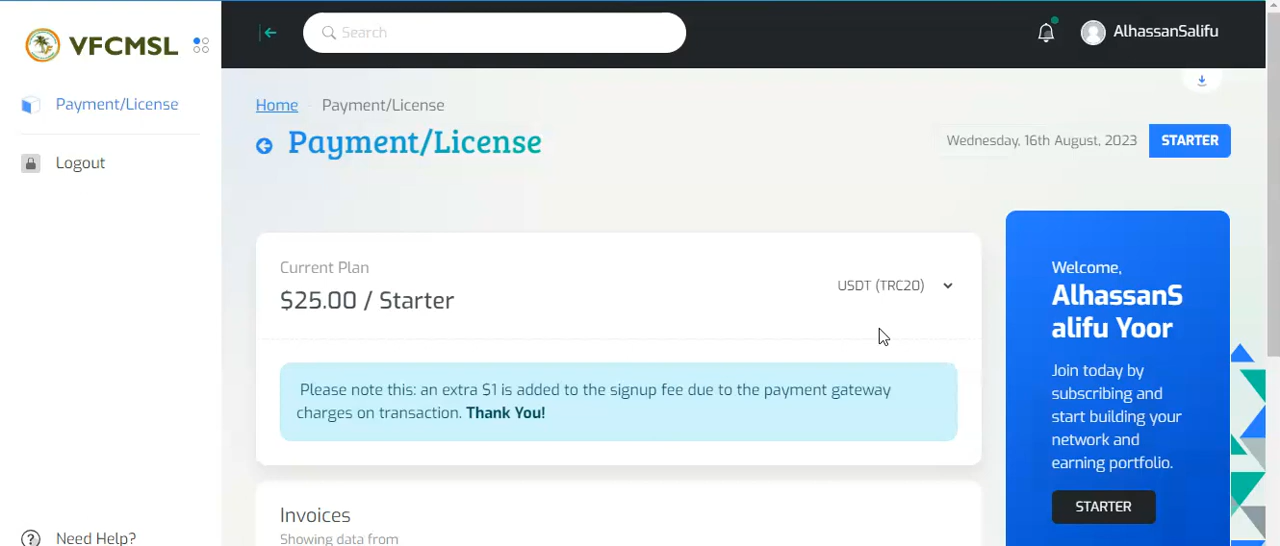 VFCMSL
Search
AlhassanSalifu
Payment/License
Logout
Need Help?
Home - Payment/License
Payment/License
Wednesday, 16th August, 2023
STARTER
Current Plan
$25.00 / Starter
USDT (TRC20)
Please note this: an extra $1 is added to the signup fee due to the payment gateway
charges on transaction. Thank You!
Invoices
Showing data from
Welcome,
AlhassanS
alifu Yoor
Join today by
subscribing and
start building your
network and
earning portfolio.
STARTER